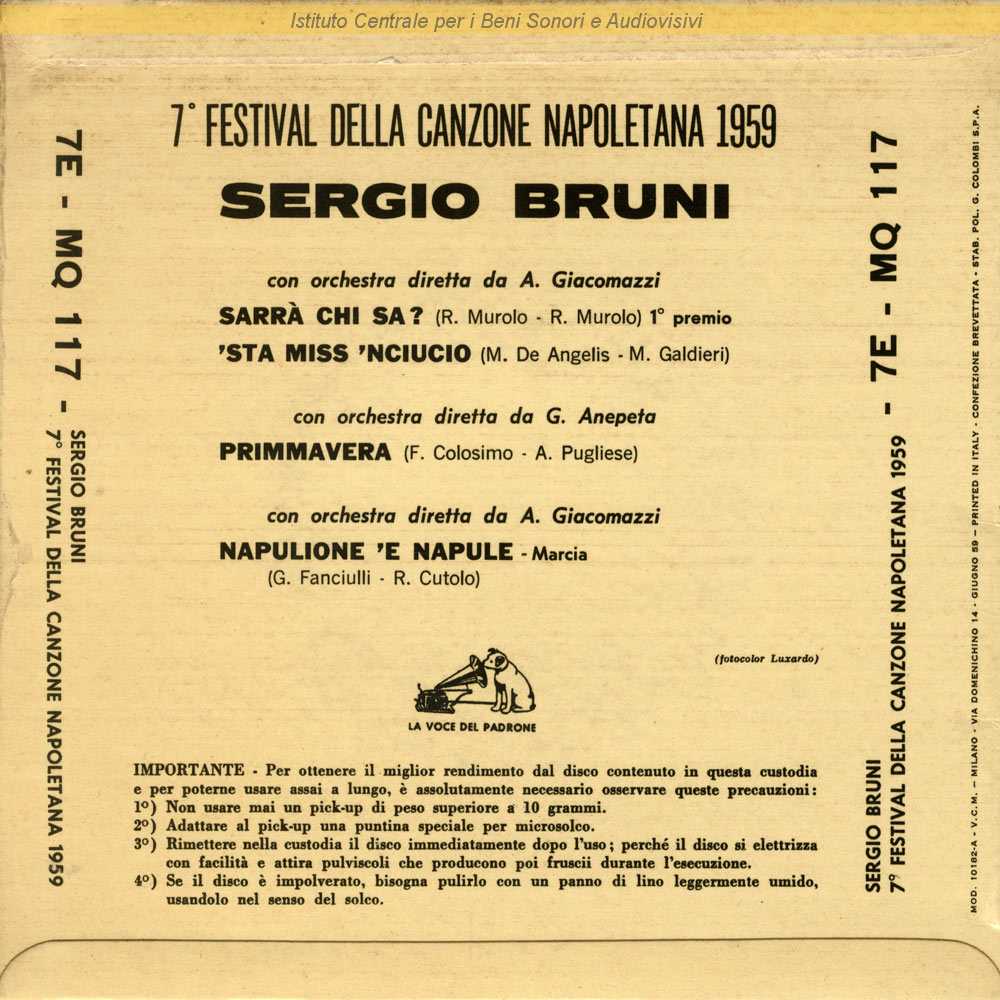 Istituto Centrale per i Beni Sonori e Audiovisivi
7° FESTIVAL DELLA CANZONE NAPOLETANA 1959
SERGIO BRUNI
con orchestra diretta da A. Giacomazzi
SARRÀ CHI SA? (R. Murolo - R. Murolo) 1° premio
'STA MISS 'NCIUCIO (M. De Angelis - M. Galdieri)
con orchestra diretta da G. Anepeta
PRIMMAVERA (F. Colosimo - A. Pugliese)
con orchestra diretta da A. Giacomazzi
NAPULIONE 'E NAPULE - Marcia
(G. Fanciulli - R. Cutolo)
(fotocolor Luxardo)
LA VOCE DEL PADRONE
IMPORTANTE - Per ottenere il miglior rendimento dal disco contenuto in questa custodia
e per poterne usare assai a lungo, è assolutamente necessario osservare queste precauzioni:
1°) Non usare mai un pick-up di peso superiore a 10 grammi.
2°) Adattare al pick-up una puntina speciale per microsolco.
3°) Rimettere nella custodia il disco immediatamente dopo l'uso; perché il disco si elettrizza
con facilità e attira pulviscoli che producono poi fruscii durante l'esecuzione.
4°) Se il disco è impolverato, bisogna pulirlo con un panno di lino leggermente umido,
usandolo nel senso del solco.
7E - MQ 117 -
SERGIO BRUNI
7° FESTIVAL DELLA CANZONE NAPOLETANA 1959
SERGIO BRUNI
7° FESTIVAL DELLA CANZONE NAPOLETANA 1959
- 7E - MQ 117
MOD. 10182-A - V.C.M. - MILANO - VIA DOMENICHINO 14 - GIUGNO 59 - PRINTED IN ITALY - CONFEZIONE BREVETTATA - STAB. POL. G. COLOMBI S.P.A.